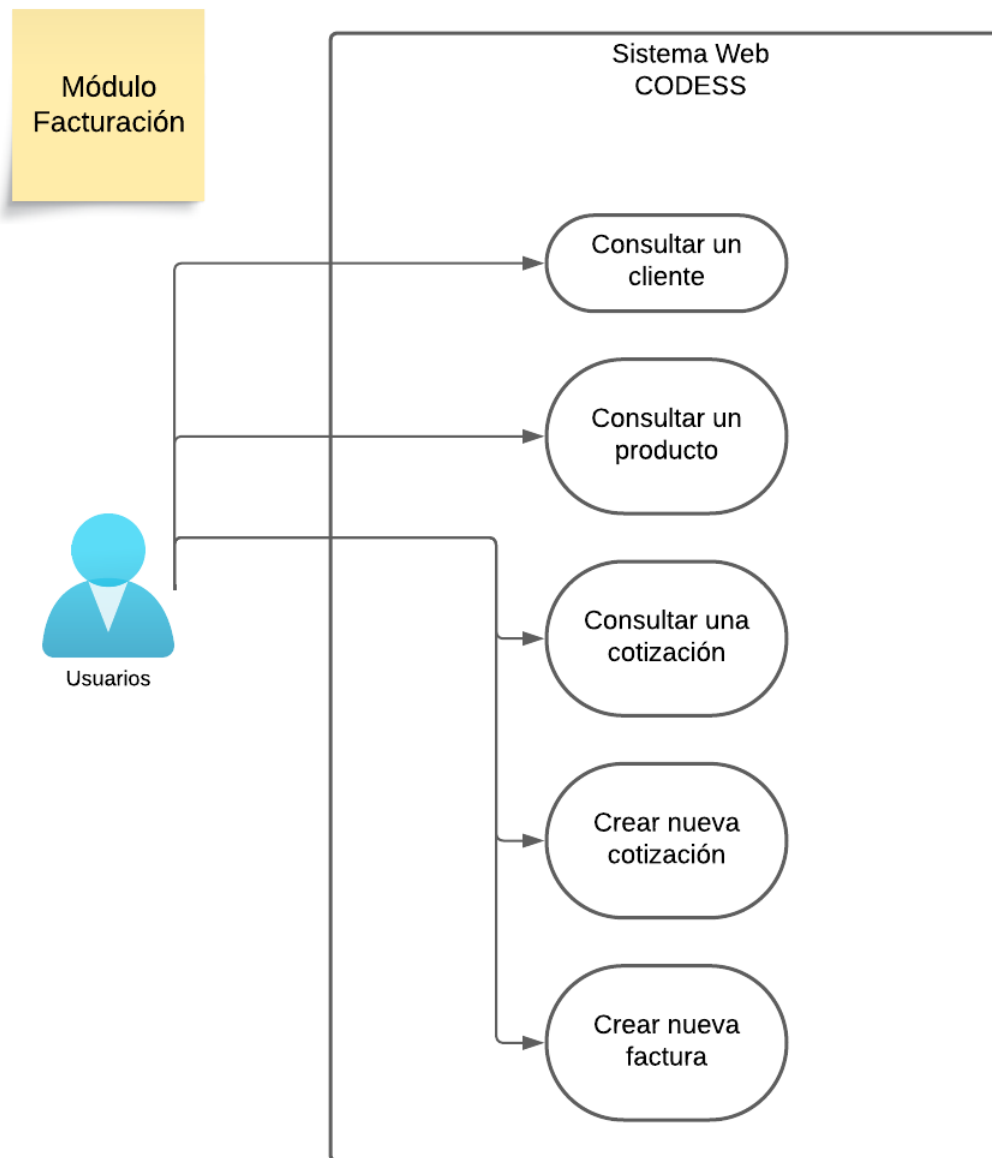 Módulo
Facturación
Sistema Web
CODESS
Consultar un
cliente
Consultar un
producto
Consultar una
cotización
Crear nueva
cotización
Crear nueva
factura
Usuarios